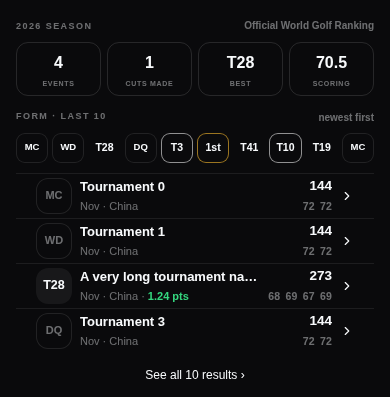 2026 SEASON Official World Golf Ranking
4 1 T28 70.5
EVENTS CUTS MADE BEST SCORING
FORM · LAST 10 newest first
MC WD T28 DQ T3 1st T41 T10 T19 MC
MC Tournament 0 144 ›
Nov · China 72 72
WD Tournament 1 144 ›
Nov · China 72 72
T28 A very long tournament na… 273 ›
Nov · China · 1.24 pts 68 69 67 69
DQ Tournament 3 144 ›
Nov · China 72 72
See all 10 results ›